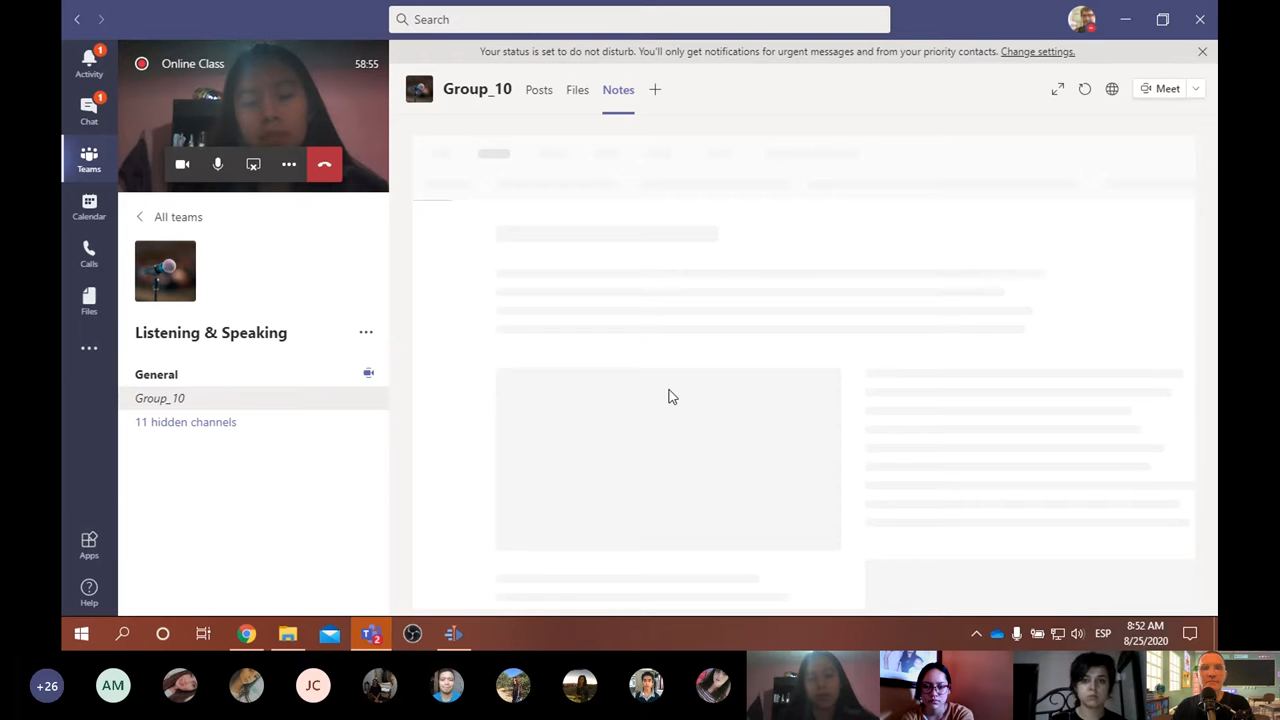 Search
Your status is set to do not disturb. You'll only get notifications for urgent messages and from your priority contacts. Change settings.
1
Activity
1
Chat
Teams
Calendar
Calls
Files
Apps
Help
Online Class
58:55
All teams
Listening & Speaking
General
Group_10
11 hidden channels
Group_10 Posts Files Notes
Meet
2
ESP
8:52 AM
8/25/2020
+26
AM
JC